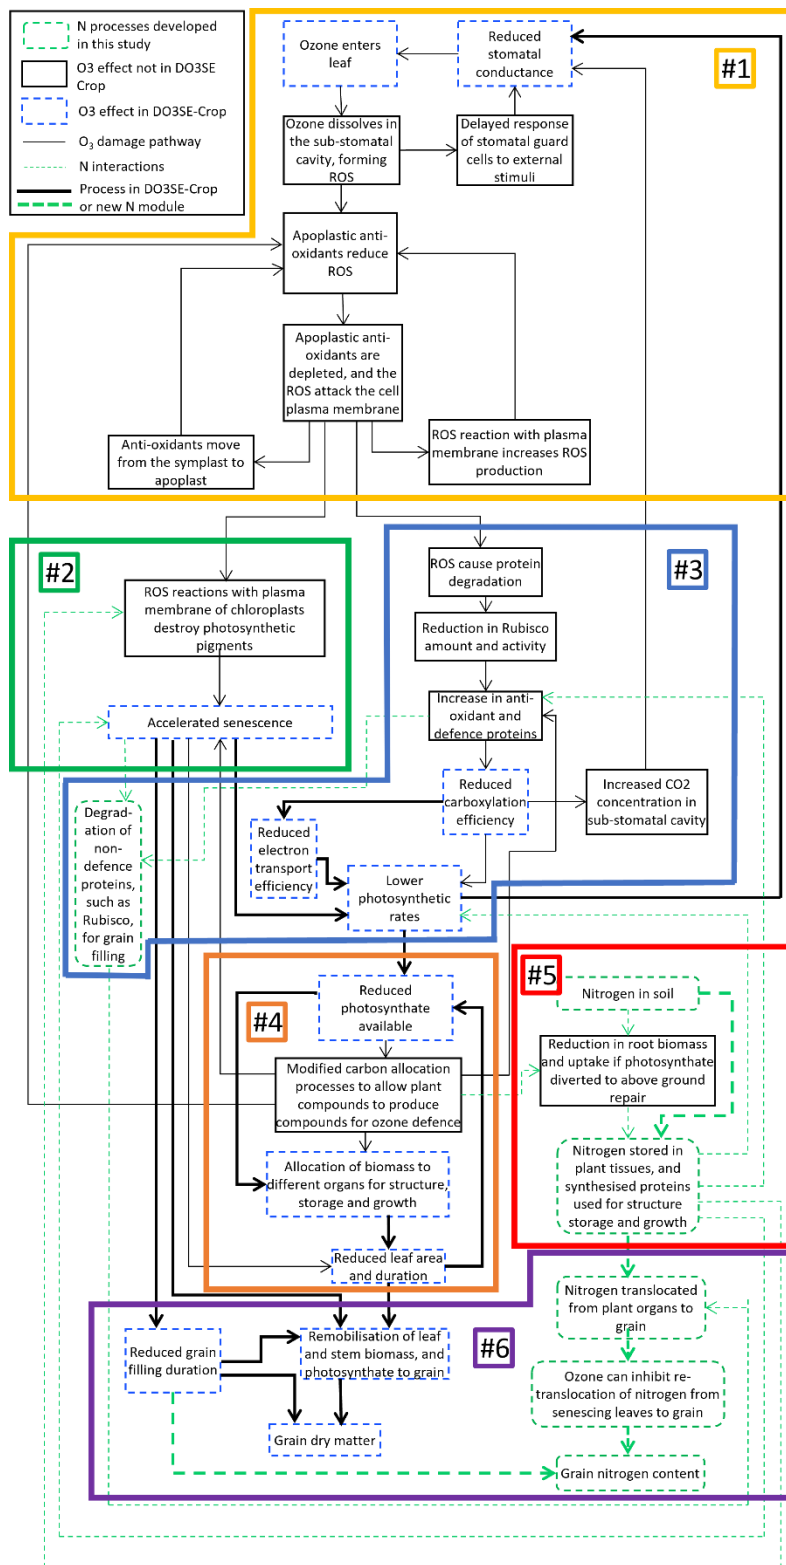 N processes developed
in this study
O3 effect not in DO3SE
Crop
O3 effect in DO3SE-Crop
O₃ damage pathway
N interactions
Process in DO3SE-Crop
or new N module
#1
Ozone enters
leaf
Reduced
stomatal
conductance
Ozone dissolves in
the sub-stomatal
cavity, forming
ROS
Delayed response
of stomatal guard
cells to external
stimuli
Apoplastic anti-
oxidants reduce
ROS
Apoplastic anti-
oxidants are
depleted, and the
ROS attack the cell
plasma membrane
Anti-oxidants move
from the symplast to
apoplast
ROS reaction with plasma
membrane increases ROS
production
#2
ROS reactions with plasma
membrane of chloroplasts
destroy photosynthetic
pigments
Accelerated senescence
#3
ROS cause protein
degradation
Reduction in Rubisco
amount and activity
Increase in anti-
oxidant and
defence proteins
Reduced
carboxylation
efficiency
Increased CO2
concentration in
sub-stomatal cavity
Degrad-
ation of
non-
defence
proteins,
such as
Rubisco,
for grain
filling
Reduced
electron
transport
efficiency
Lower
photosynthetic
rates
#4
Reduced
photosynthate
available
Modified carbon allocation
processes to allow plant
compounds to produce
compounds for ozone defence
Allocation of biomass to
different organs for structure,
storage and growth
Reduced leaf area
and duration
#5
Nitrogen in soil
Reduction in root biomass
and uptake if photosynthate
diverted to above ground
repair
Nitrogen stored in
plant tissues, and
synthesised proteins
used for structure
storage and growth
#6
Reduced grain
filling duration
Remobilisation of leaf
and stem biomass, and
photosynthate to grain
Grain dry matter
Nitrogen translocated
from plant organs to
grain
Ozone can inhibit re-
translocation of nitrogen from
senescing leaves to grain
Grain nitrogen content